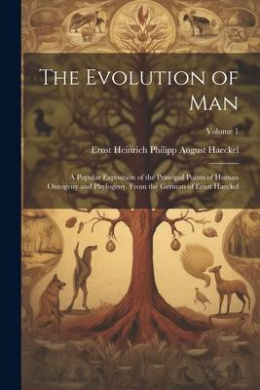 The Evolution of
Man
Ernst Heinrich Philipp August Haeckel
A Popular Exposition of the Principal Points of Human
Ontogeny and Phylogeny. From the German of Ernst Haeckel
Volume 1